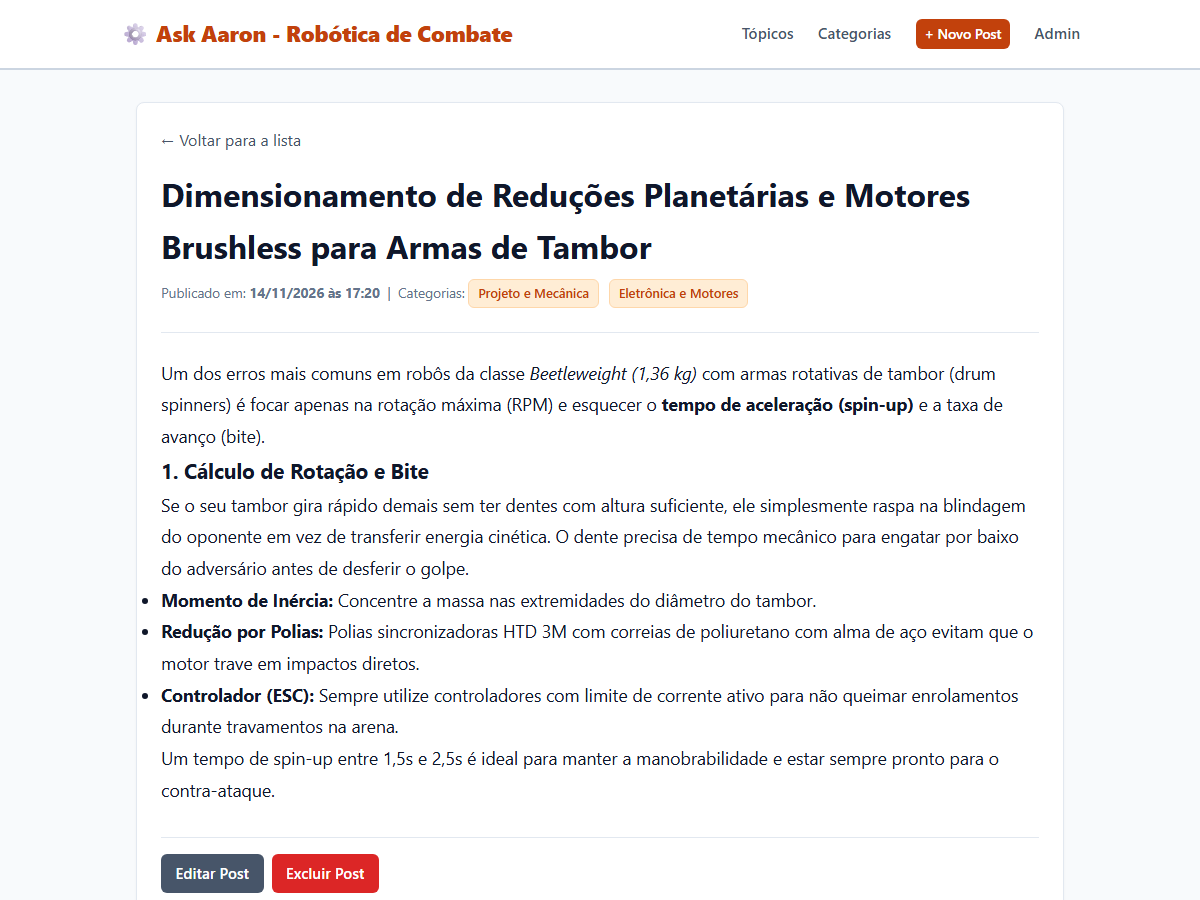 Ask Aaron - Robótica de Combate
Tópicos
Categorias
+ Novo Post
Admin
← Voltar para a lista
Dimensionamento de Reduções Planetárias e Motores
Brushless para Armas de Tambor
Publicado em: 14/11/2026 às 17:20 | Categorias: Projeto e Mecânica Eletrônica e Motores
Um dos erros mais comuns em robôs da classe Beetleweight (1,36 kg) com armas rotativas de tambor (drum
spinners) é focar apenas na rotação máxima (RPM) e esquecer o tempo de aceleração (spin-up) e a taxa de
avanço (bite).
1. Cálculo de Rotação e Bite
Se o seu tambor gira rápido demais sem ter dentes com altura suficiente, ele simplesmente raspa na blindagem
do oponente em vez de transferir energia cinética. O dente precisa de tempo mecânico para engatar por baixo
do adversário antes de desferir o golpe.
• Momento de Inércia: Concentre a massa nas extremidades do diâmetro do tambor.
• Redução por Polias: Polias sincronizadoras HTD 3M com correias de poliuretano com alma de aço evitam que o
motor trave em impactos diretos.
• Controlador (ESC): Sempre utilize controladores com limite de corrente ativo para não queimar enrolamentos
durante travamentos na arena.
Um tempo de spin-up entre 1,5s e 2,5s é ideal para manter a manobrabilidade e estar sempre pronto para o
contra-ataque.
Editar Post
Excluir Post